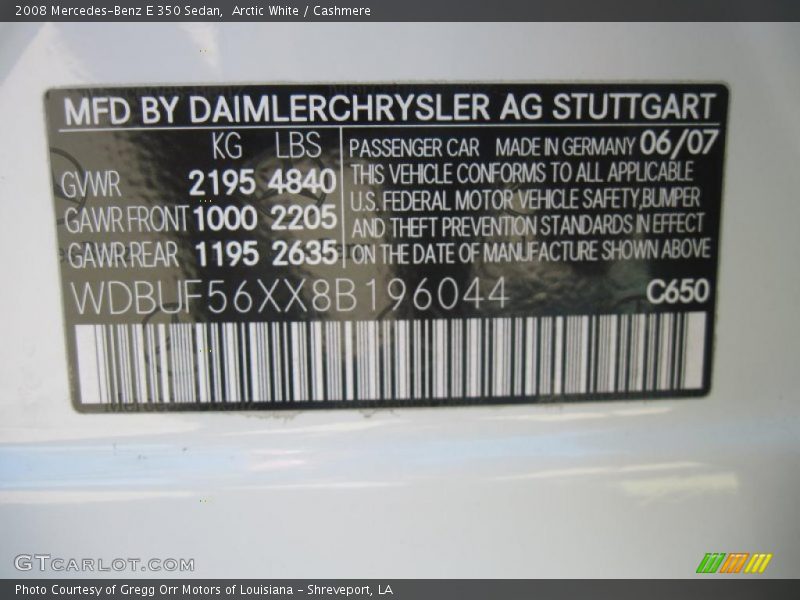 2008 Mercedes-Benz E 350 Sedan,  Arctic White / Cashmere
MFD BY DAIMLERCHRYSLER AG STUTTGART
KG LBS
GVWR 2195 4840
GAWR FRONT 1000 2205
GAWR REAR 1195 2635
PASSENGER CAR MADE IN GERMANY 06/07
THIS VEHICLE CONFORMS TO ALL APPLICABLE
U.S. FEDERAL MOTOR VEHICLE SAFETY,BUMPER
AND THEFT PREVENTION STANDARDS IN EFFECT
ON THE DATE OF MANUFACTURE SHOWN ABOVE
WDBUF56XX8B196044 C650
GTCARLOT.COM
Photo Courtesy of Gregg Orr Motors of Louisiana - Shreveport, LA